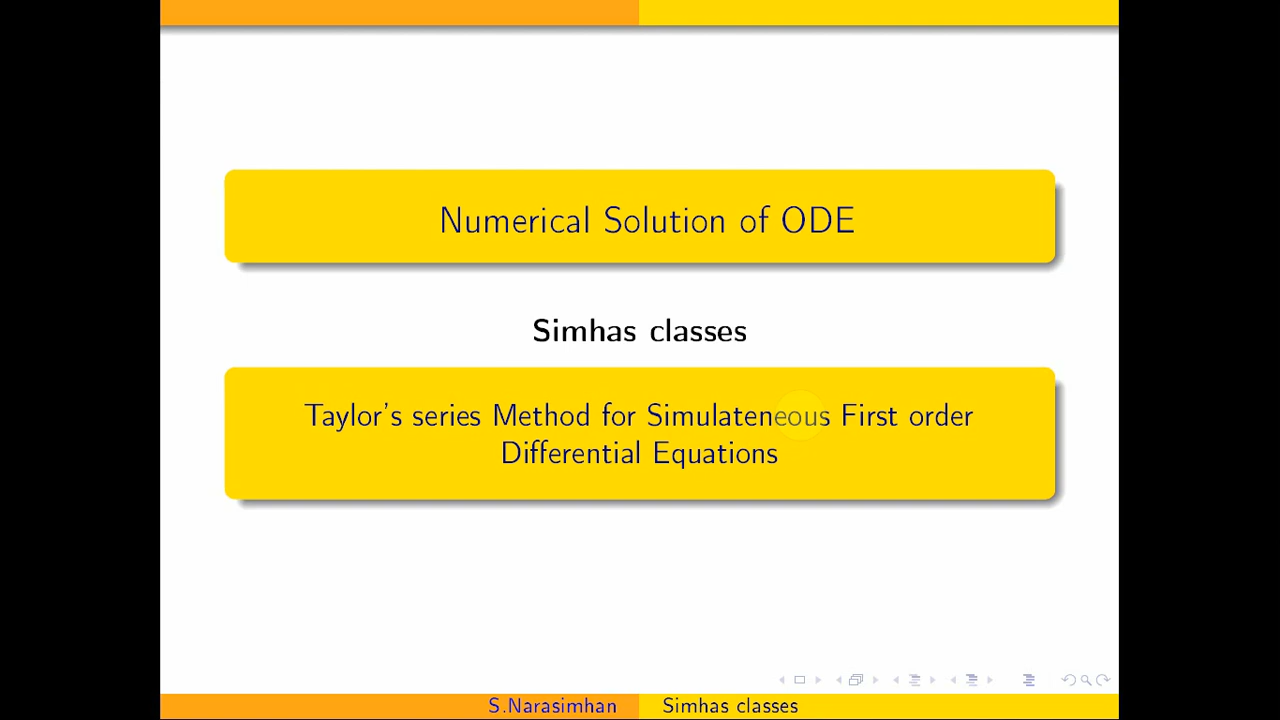 Numerical Solution of ODE
Simhas classes
Taylor's series Method for Simulateneous First order
Differential Equations
S.Narasimhan
Simhas classes